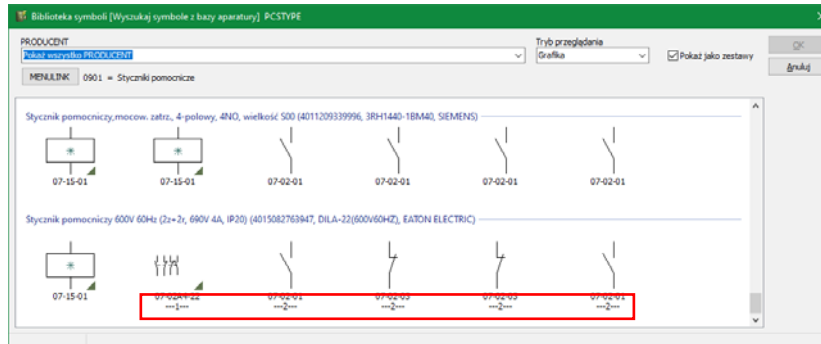 Biblioteka symboli [Wyszukaj symbole z bazy aparatury] PCSTYPE
PRODUCENT
Pokaż wszystko PRODUCENT
Tryb przeglądania
Grafika
Pokaż jako zestawy
OK
Anuluj
MENULINK 0901 = Styczniki pomocnicze
Stycznik pomocniczy,mocow. zatrz., 4-polowy, 4NO, wielkość S00 (4011209339996, 3RH1440-1BM40, SIEMENS)
07-15-01 07-15-01 07-02-01 07-02-01 07-02-01 07-02-01
Stycznik pomocniczy 600V 60Hz (2z+2r, 690V 4A, IP20) (4015082763947, DILA-22(600V60HZ), EATON ELECTRIC)
07-15-01 07-02A4-22 07-02-01 07-02-03 07-02-03 07-02-01
---1--- ---2--- ---2--- ---2--- ---2---